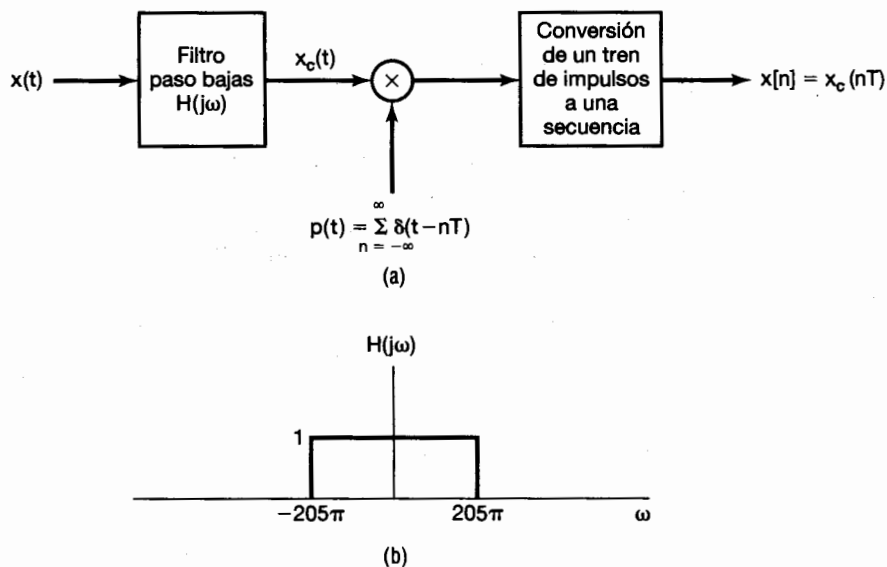 x(t)
Filtro
paso bajas
H(jω)
x_c(t)
×
Conversión
de un tren
de impulsos
a una
secuencia
x[n] = x_c(nT)
∞
p(t) = Σ δ(t−nT)
n = −∞
(a)
H(jω)
1
−205π 205π ω
(b)